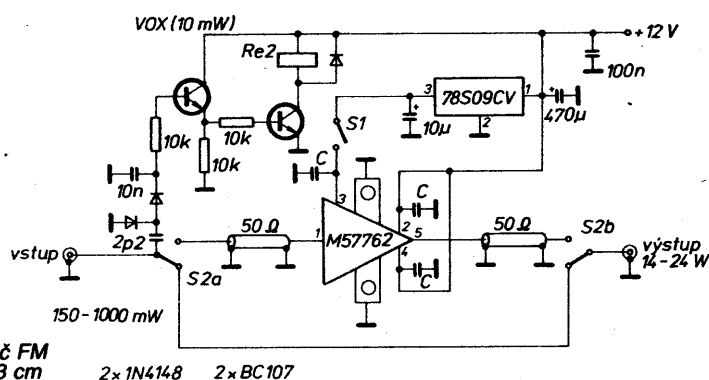 VOX (10 mW)
Re2
+12 V
100n
3
78S09CV
1
2
470µ
+
10µ
+
S1
10k
10k
10k
10n
C
3
C
2p2
50 Ω
1
M57762
2
5
4
C
50 Ω
S2b
vstup
S2a
výstup
14-24 W
150-1000 mW
č FM
3 cm
2×1N4148
2×BC107